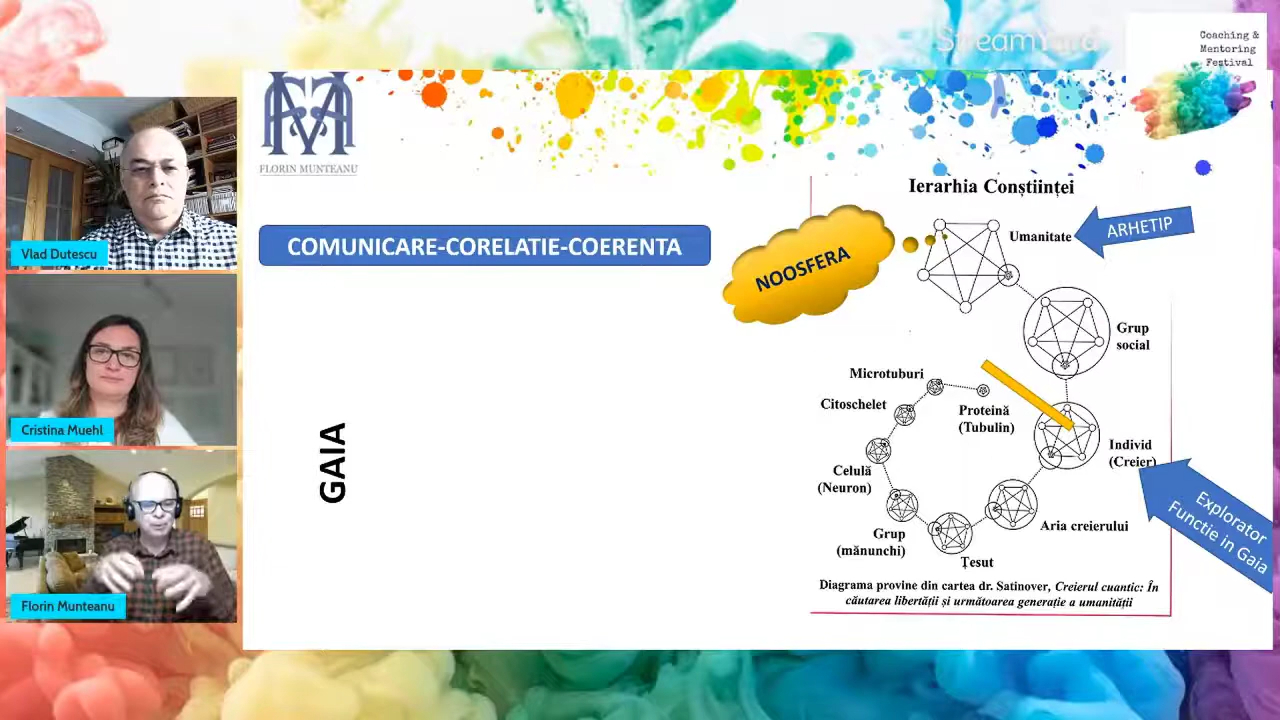 StreamYard
Coaching &
Mentoring
Festival
FLORIN MUNTEANU
Vlad Dutescu
Cristina Muehl
Florin Munteanu
COMUNICARE-CORELATIE-COERENTA
GAIA
NOOSFERA
Ierarhia Conștiinței
Umanitate
ARHETIP
Grup
social
Microtuburi
Citoschelet
Proteină
(Tubulin)
Individ
(Creier)
Celulă
(Neuron)
Explorator
Functie in Gaia
Aria creierului
Grup
(mănunchi)
Țesut
Diagrama provine din cartea dr. Satinover, Creierul cuantic: În
căutarea libertății și următoarea generație a umanității